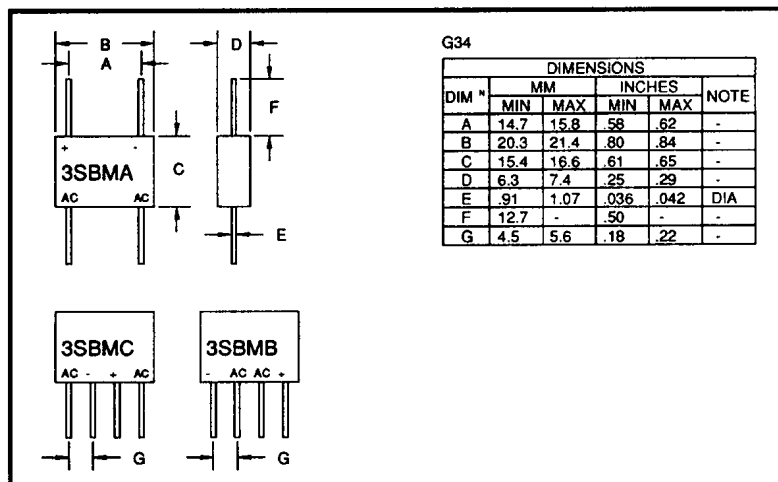 B
A
D
F
+ -
3SBMA
AC AC
C
E
G34
DIMENSIONS
DIM N MM INCHES NOTE
MIN MAX MIN MAX
A 14.7 15.8 .58 .62 -
B 20.3 21.4 .80 .84 -
C 15.4 16.6 .61 .65 -
D 6.3 7.4 .25 .29 -
E .91 1.07 .036 .042 DIA
F 12.7 - .50 - -
G 4.5 5.6 .18 .22
3SBMC
AC - + AC
G
3SBMB
- AC AC +
G